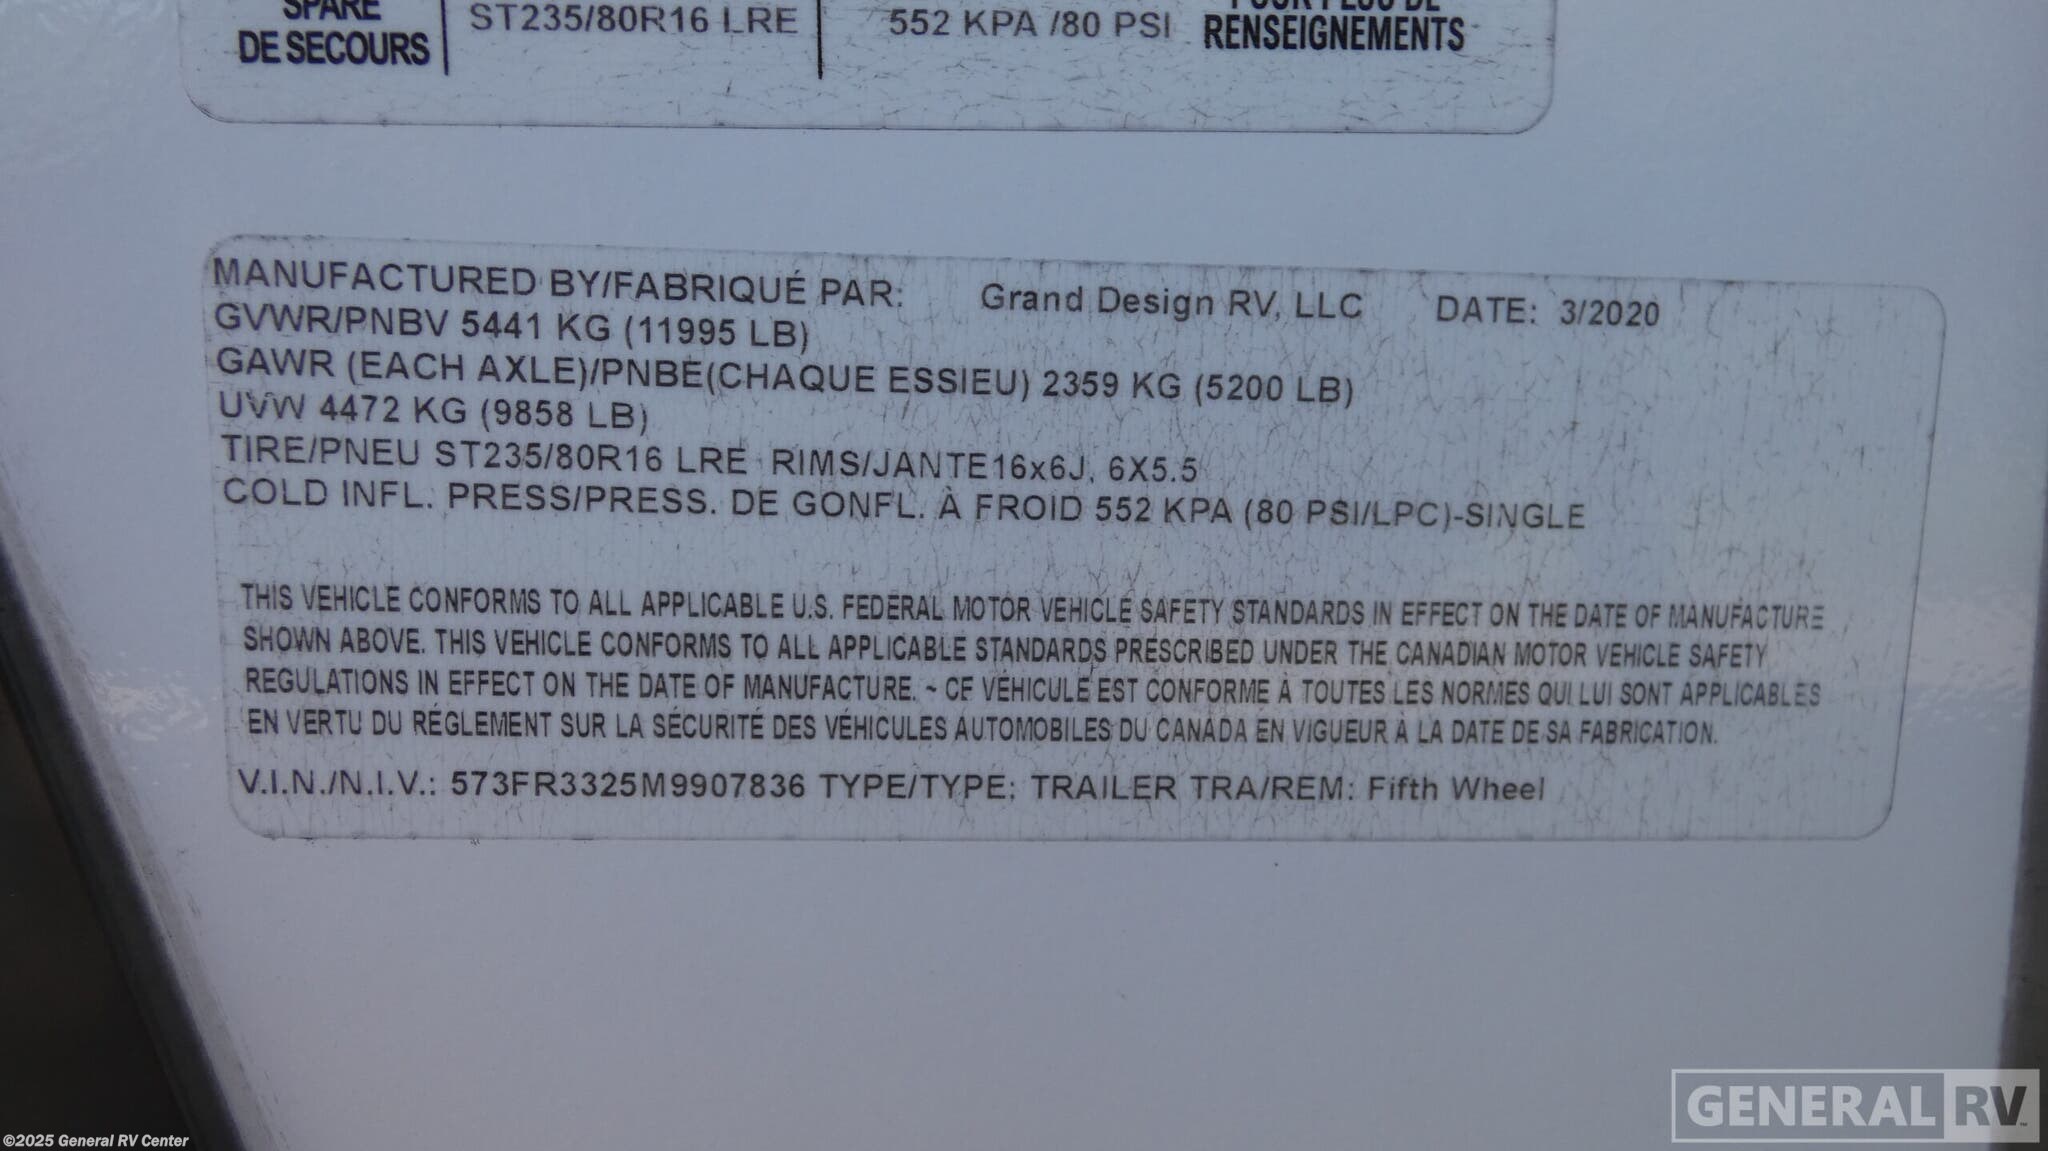 SPARE
DE SECOURS
ST235/80R16 LRE
552 KPA /80 PSI
POUR PLUS DE
RENSEIGNEMENTS
MANUFACTURED BY/FABRIQUÉ PAR: Grand Design RV, LLC DATE: 3/2020
GVWR/PNBV 5441 KG (11995 LB)
GAWR (EACH AXLE)/PNBE(CHAQUE ESSIEU) 2359 KG (5200 LB)
UVW 4472 KG (9858 LB)
TIRE/PNEU ST235/80R16 LRE RIMS/JANTE16x6J, 6X5.5
COLD INFL. PRESS/PRESS. DE GONFL. À FROID 552 KPA (80 PSI/LPC)-SINGLE
THIS VEHICLE CONFORMS TO ALL APPLICABLE U.S. FEDERAL MOTOR VEHICLE SAFETY STANDARDS IN EFFECT ON THE DATE OF MANUFACTURE
SHOWN ABOVE. THIS VEHICLE CONFORMS TO ALL APPLICABLE STANDARDS PRESCRIBED UNDER THE CANADIAN MOTOR VEHICLE SAFETY
REGULATIONS IN EFFECT ON THE DATE OF MANUFACTURE. ~ CE VÉHICULE EST CONFORME À TOUTES LES NORMES QUI LUI SONT APPLICABLES
EN VERTU DU RÉGLEMENT SUR LA SÉCURITÉ DES VÉHICULES AUTOMOBILES DU CANADA EN VIGUEUR À LA DATE DE SA FABRICATION.
V.I.N./N.I.V.: 573FR3325M9907836 TYPE/TYPE: TRAILER TRA/REM: Fifth Wheel
GENERAL RV
©2025 General RV Center